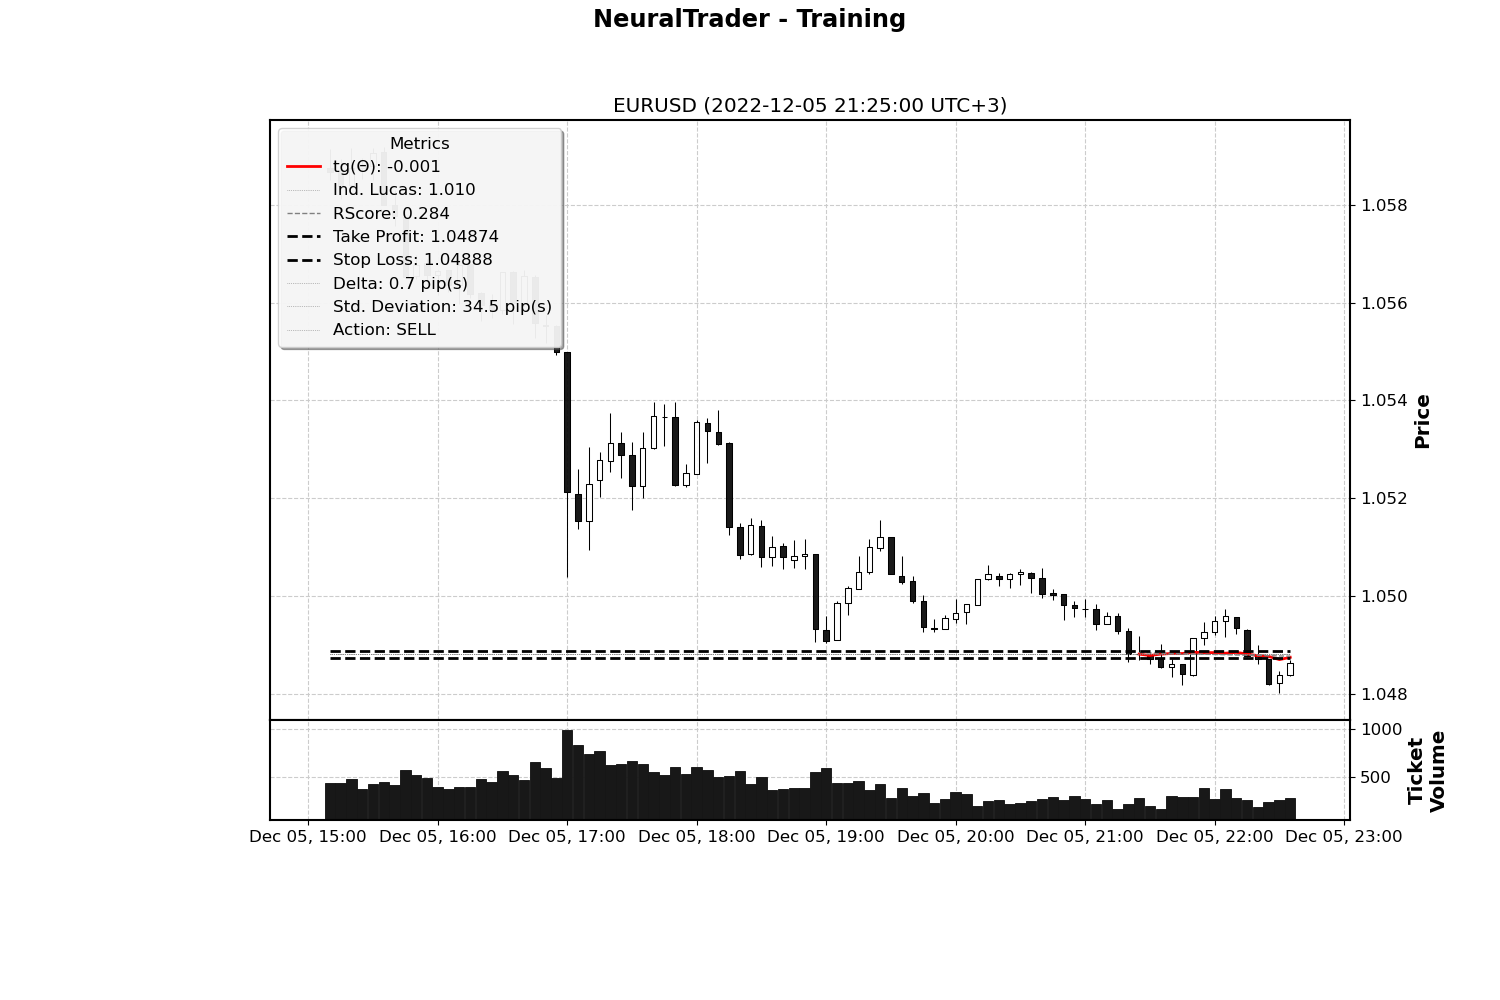 NeuralTrader - Training
EURUSD (2022-12-05 21:25:00 UTC+3)
Metrics
tg(Θ): -0.001
Ind. Lucas: 1.010
RScore: 0.284
Take Profit: 1.04874
Stop Loss: 1.04888
Delta: 0.7 pip(s)
Std. Deviation: 34.5 pip(s)
Action: SELL
1.058
1.056
1.054
1.052
1.050
1.048
Price
1000
500
Ticket
Volume
Dec 05, 15:00
Dec 05, 16:00
Dec 05, 17:00
Dec 05, 18:00
Dec 05, 19:00
Dec 05, 20:00
Dec 05, 21:00
Dec 05, 22:00
Dec 05, 23:00